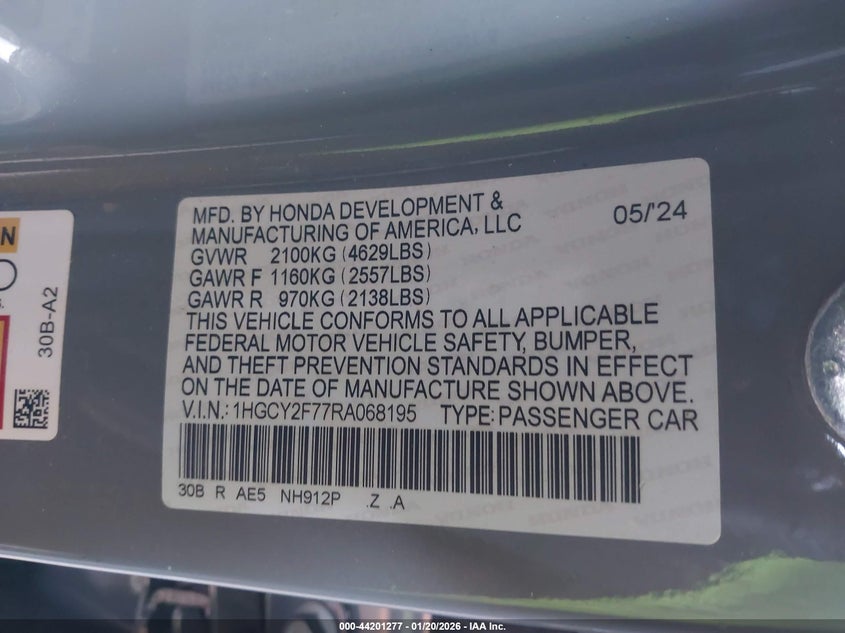 N
S.
30B-A2
MFD. BY HONDA DEVELOPMENT &
MANUFACTURING OF AMERICA, LLC
05/'24
GVWR 2100KG (4629LBS)
GAWR F 1160KG (2557LBS)
GAWR R 970KG (2138LBS)
THIS VEHICLE CONFORMS TO ALL APPLICABLE
FEDERAL MOTOR VEHICLE SAFETY, BUMPER,
AND THEFT PREVENTION STANDARDS IN EFFECT
ON THE DATE OF MANUFACTURE SHOWN ABOVE.
V.I.N.: 1HGCY2F77RA068195 TYPE: PASSENGER CAR
30B R AE5 NH912P .Z .A
000-44201277 - 01/20/2026 - IAA Inc.